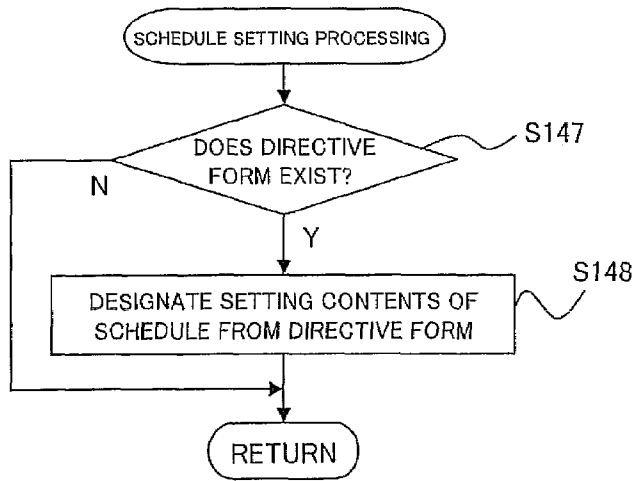 SCHEDULE SETTING PROCESSING
S147
DOES DIRECTIVE
FORM EXIST?
N
Y
S148
DESIGNATE SETTING CONTENTS OF
SCHEDULE FROM DIRECTIVE FORM
RETURN